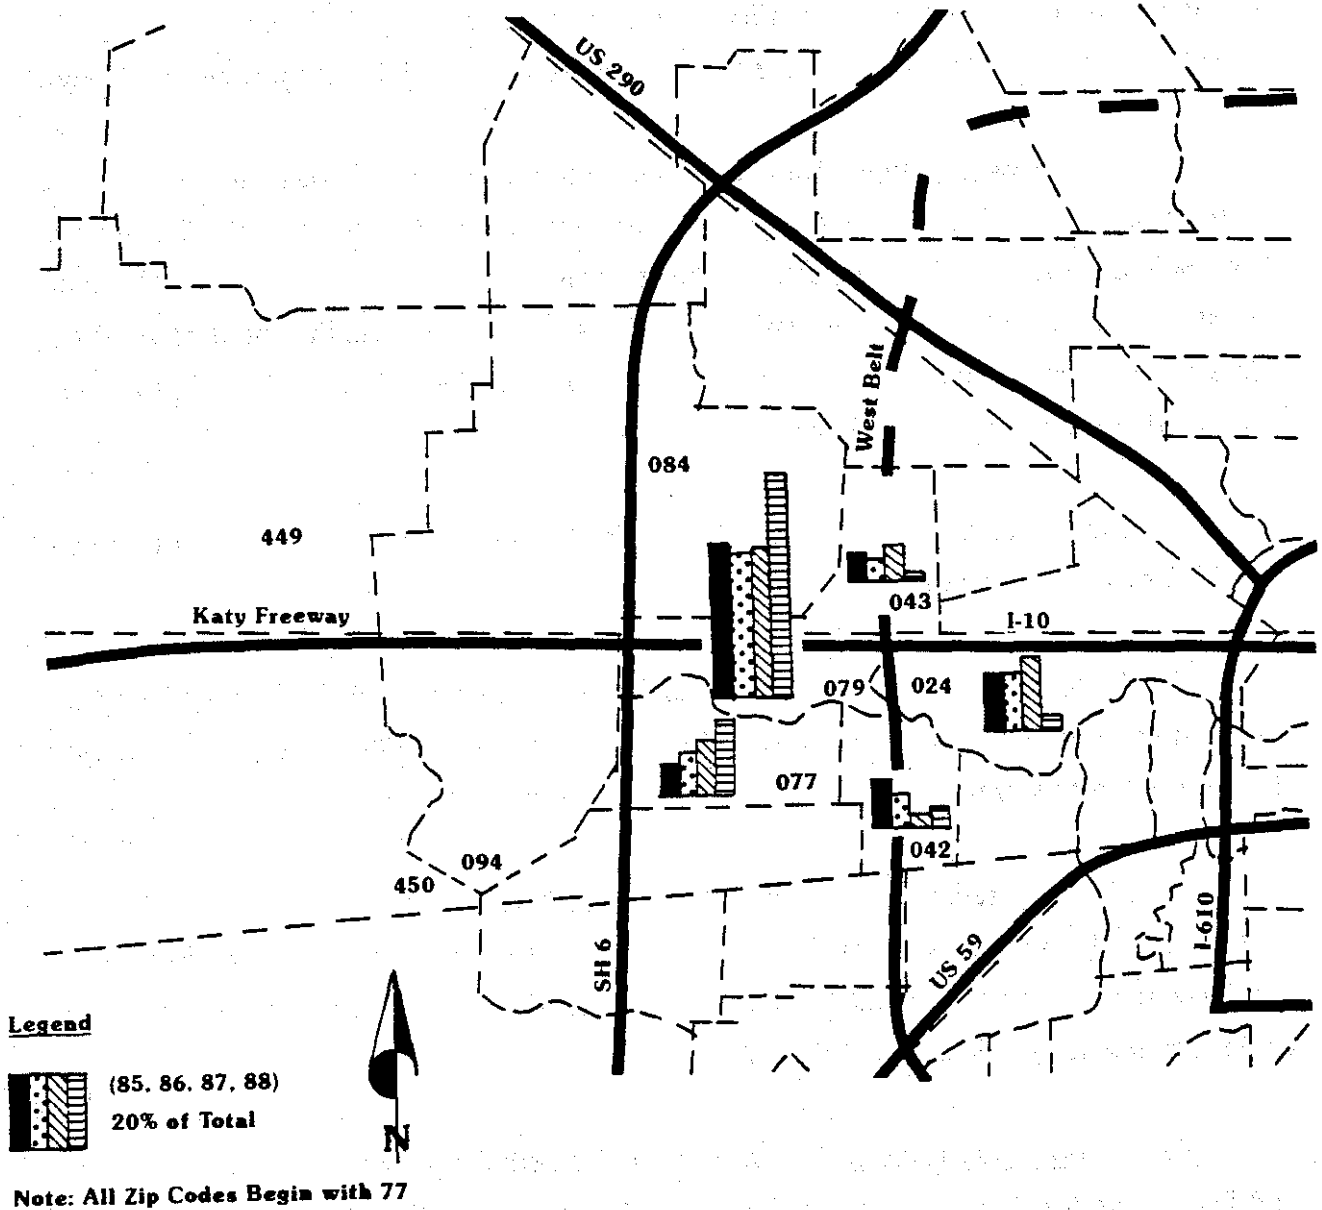 US 290
West Belt
084
449
Katy Freeway
043
I-10
079
024
077
094
450
042
SH 6
US 59
I-610
Legend
(85. 86. 87. 88)
20% of Total
N
Note: All Zip Codes Begin with 77